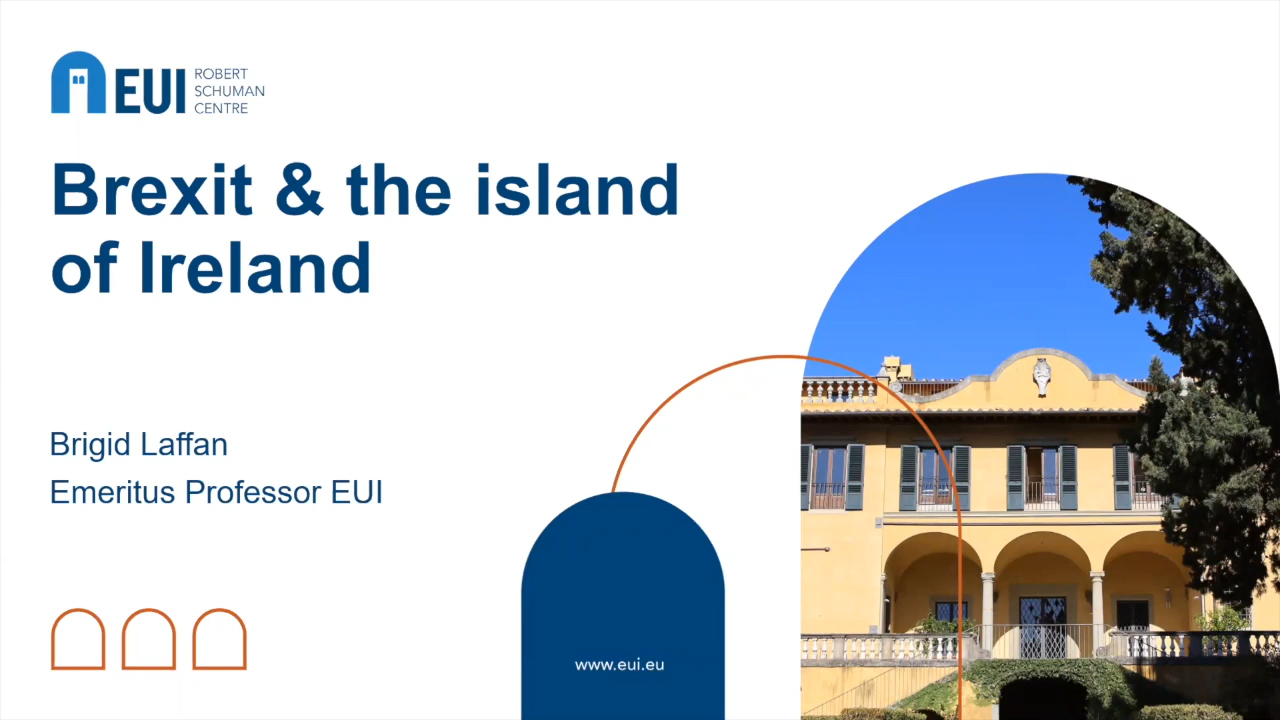 EUI
ROBERT
SCHUMAN
CENTRE
Brexit & the island
of Ireland
Brigid Laffan
Emeritus Professor EUI
www.eui.eu